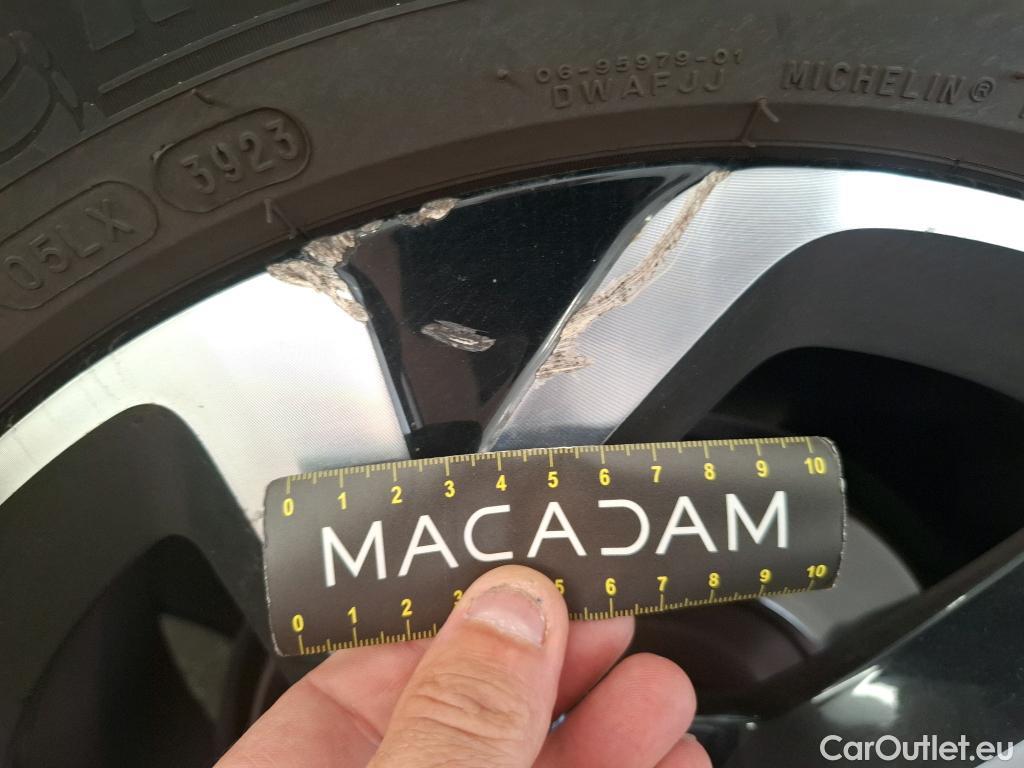 06-95979-01
DWAFJJ
MICHELIN®
3923
05LX
0 1 2 3 4 5 6 7 8 9 10
MACADAM
0 1 2 3 5 6 7 8 9 10
CarOutlet.eu